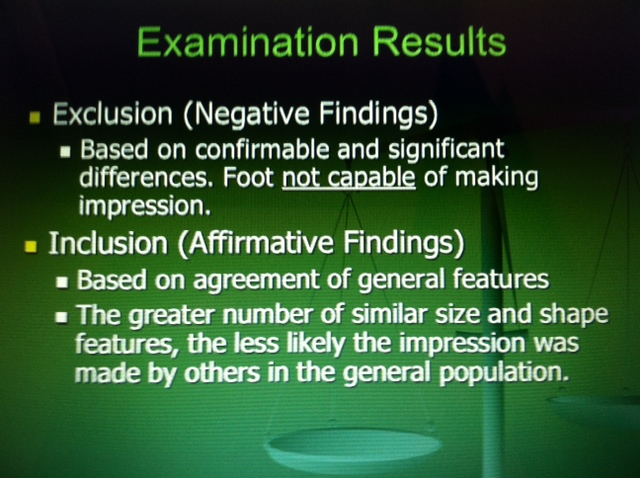 Examination Results
Exclusion (Negative Findings)
Based on confirmable and significant
differences. Foot not capable of making
impression.
Inclusion (Affirmative Findings)
Based on agreement of general features
The greater number of similar size and shape
features, the less likely the impression was
made by others in the general population.